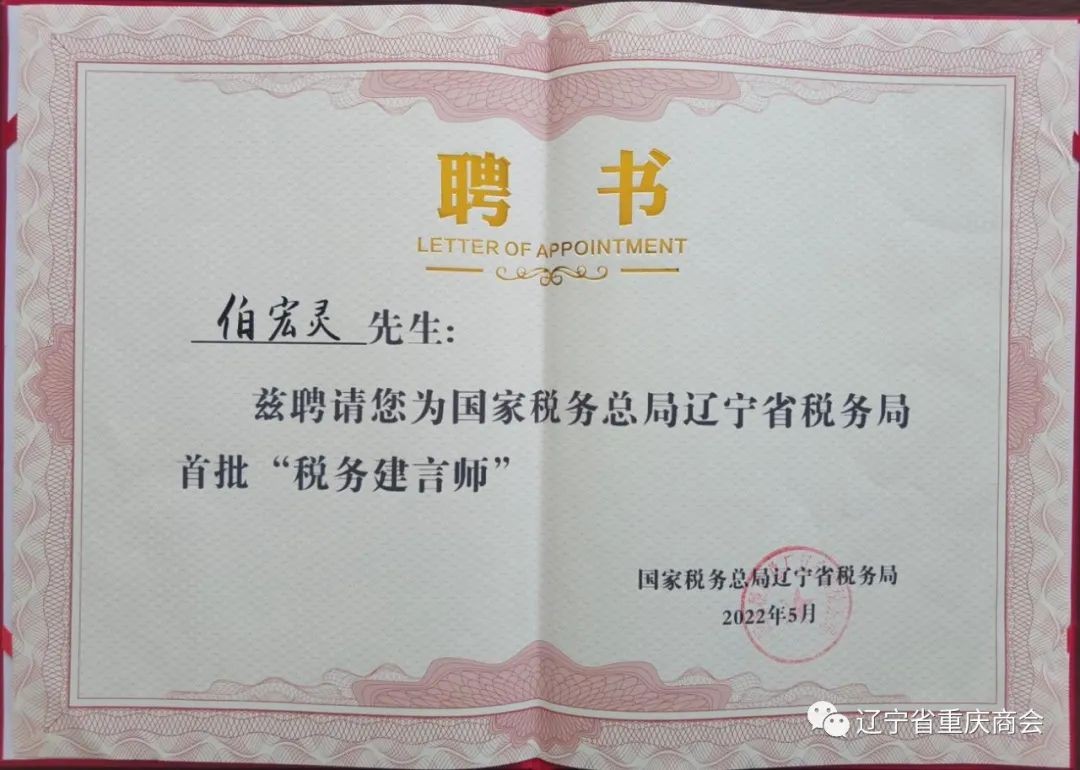 聘 书
LETTER OF APPOINTMENT
伯宏灵 先生:
兹聘请您为国家税务总局辽宁省税务局
首批“税务建言师”
国家税务总局辽宁省税务局
2022年5月
辽宁省重庆商会